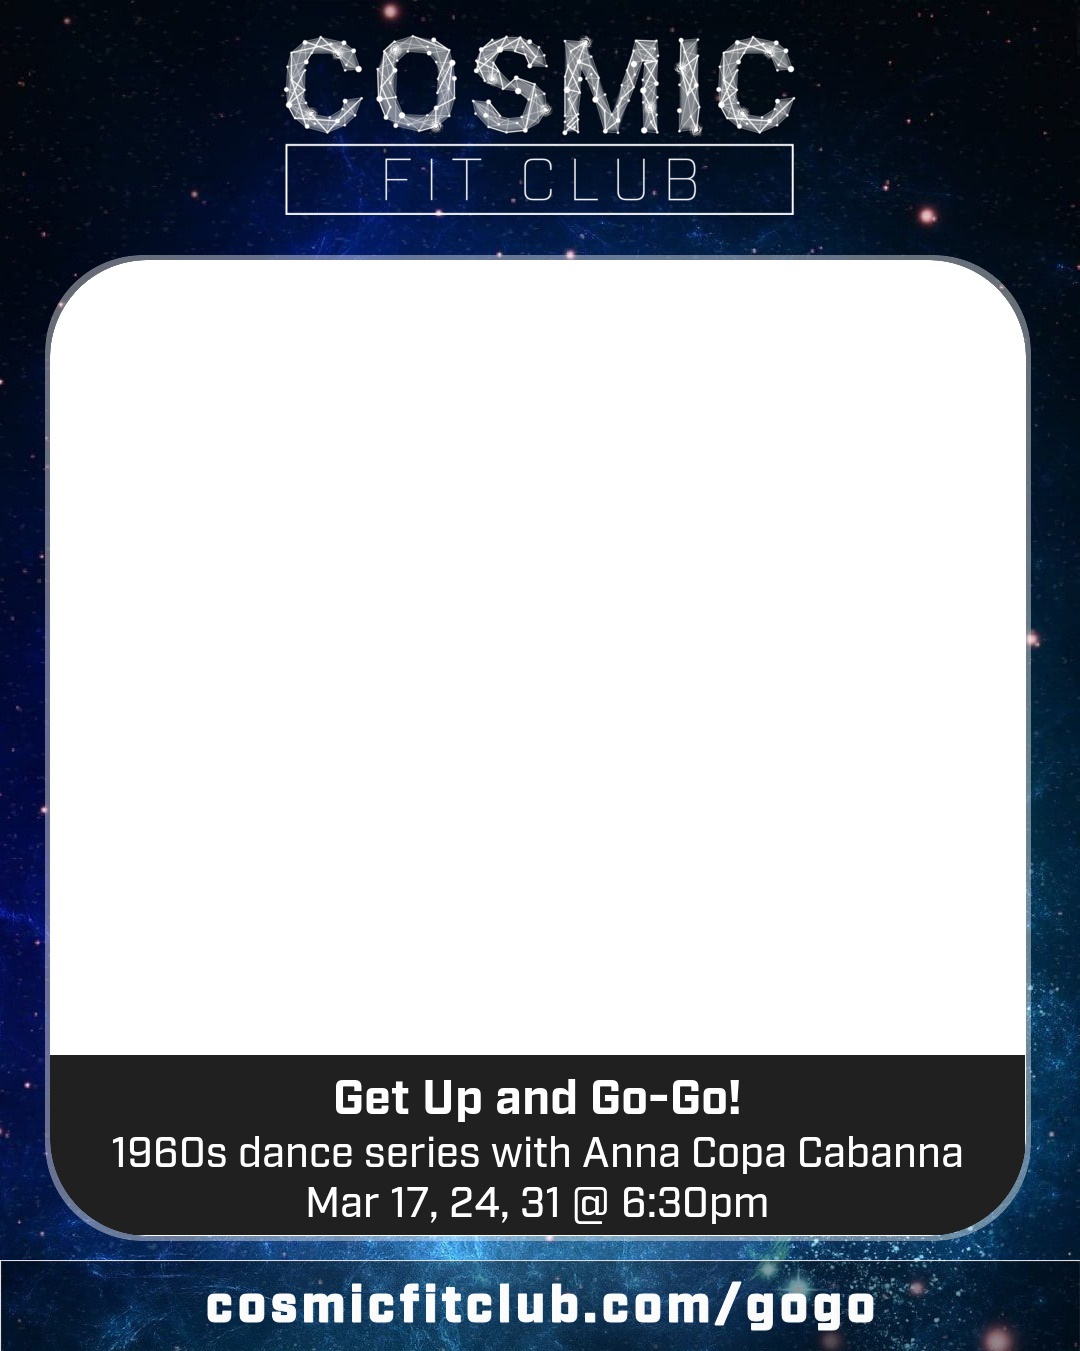 COSMIC
FIT CLUB
Get Up and Go-Go!
1960s dance series with Anna Copa Cabanna
Mar 17, 24, 31 @ 6:30pm
cosmicfitclub.com/gogo